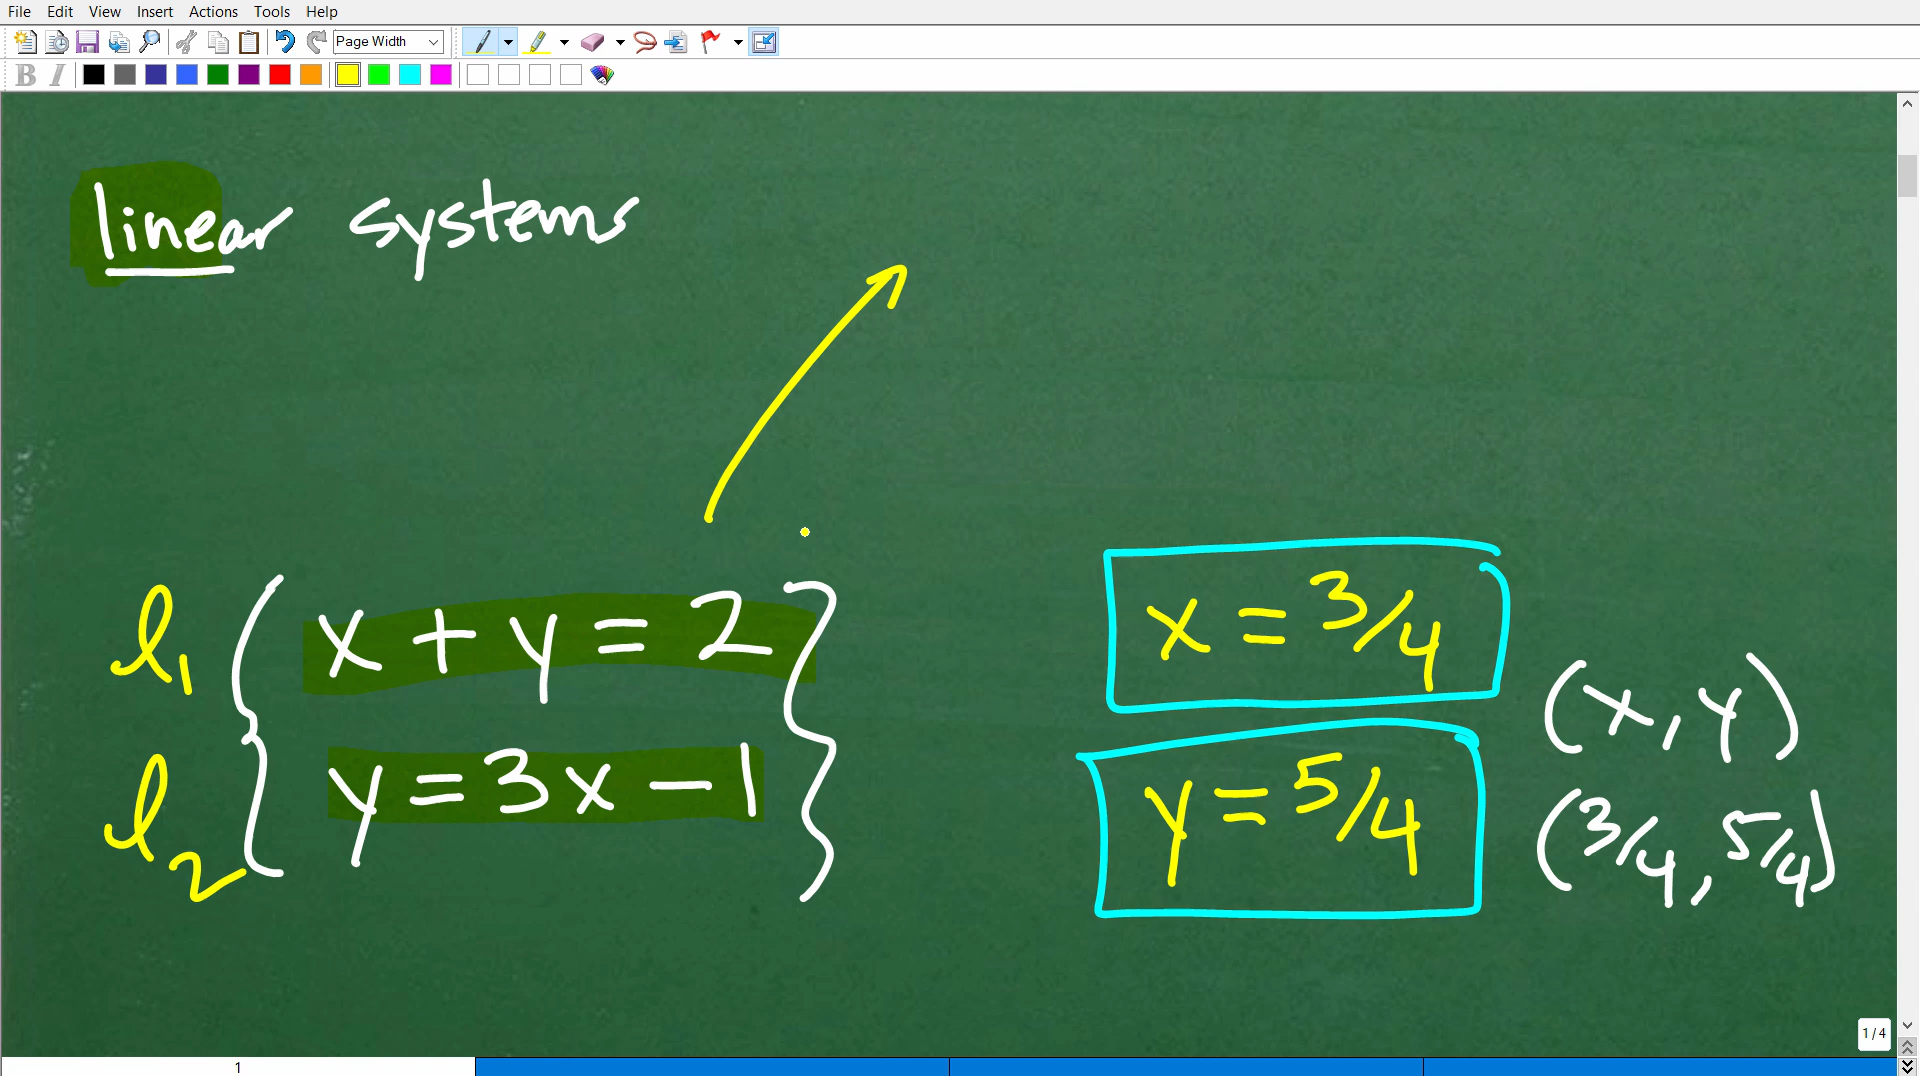 File Edit View Insert Actions Tools Help
Page Width
B I
linear systems
l1 { x + y = 2 }
l2 { y = 3x - 1 }
x = 3/4
y = 5/4
(x, y)
(3/4, 5/4)
1 / 4
1